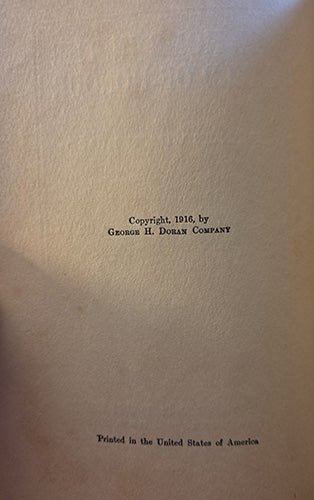 Copyright, 1916, by
George H. Doran Company
Printed in the United States of America